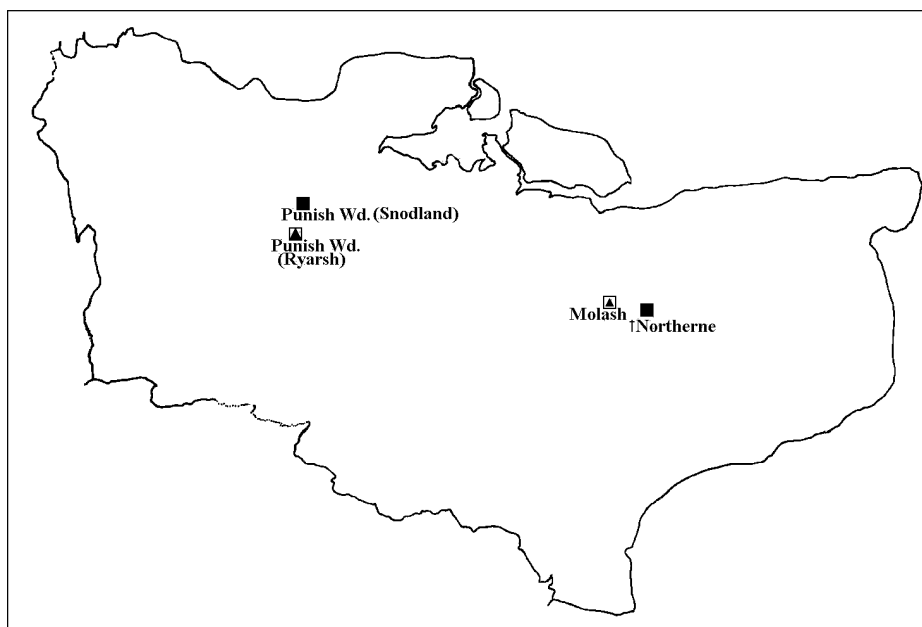 Punish Wd. (Snodland)
Punish Wd.
(Ryarsh)
Molash
†Northerne